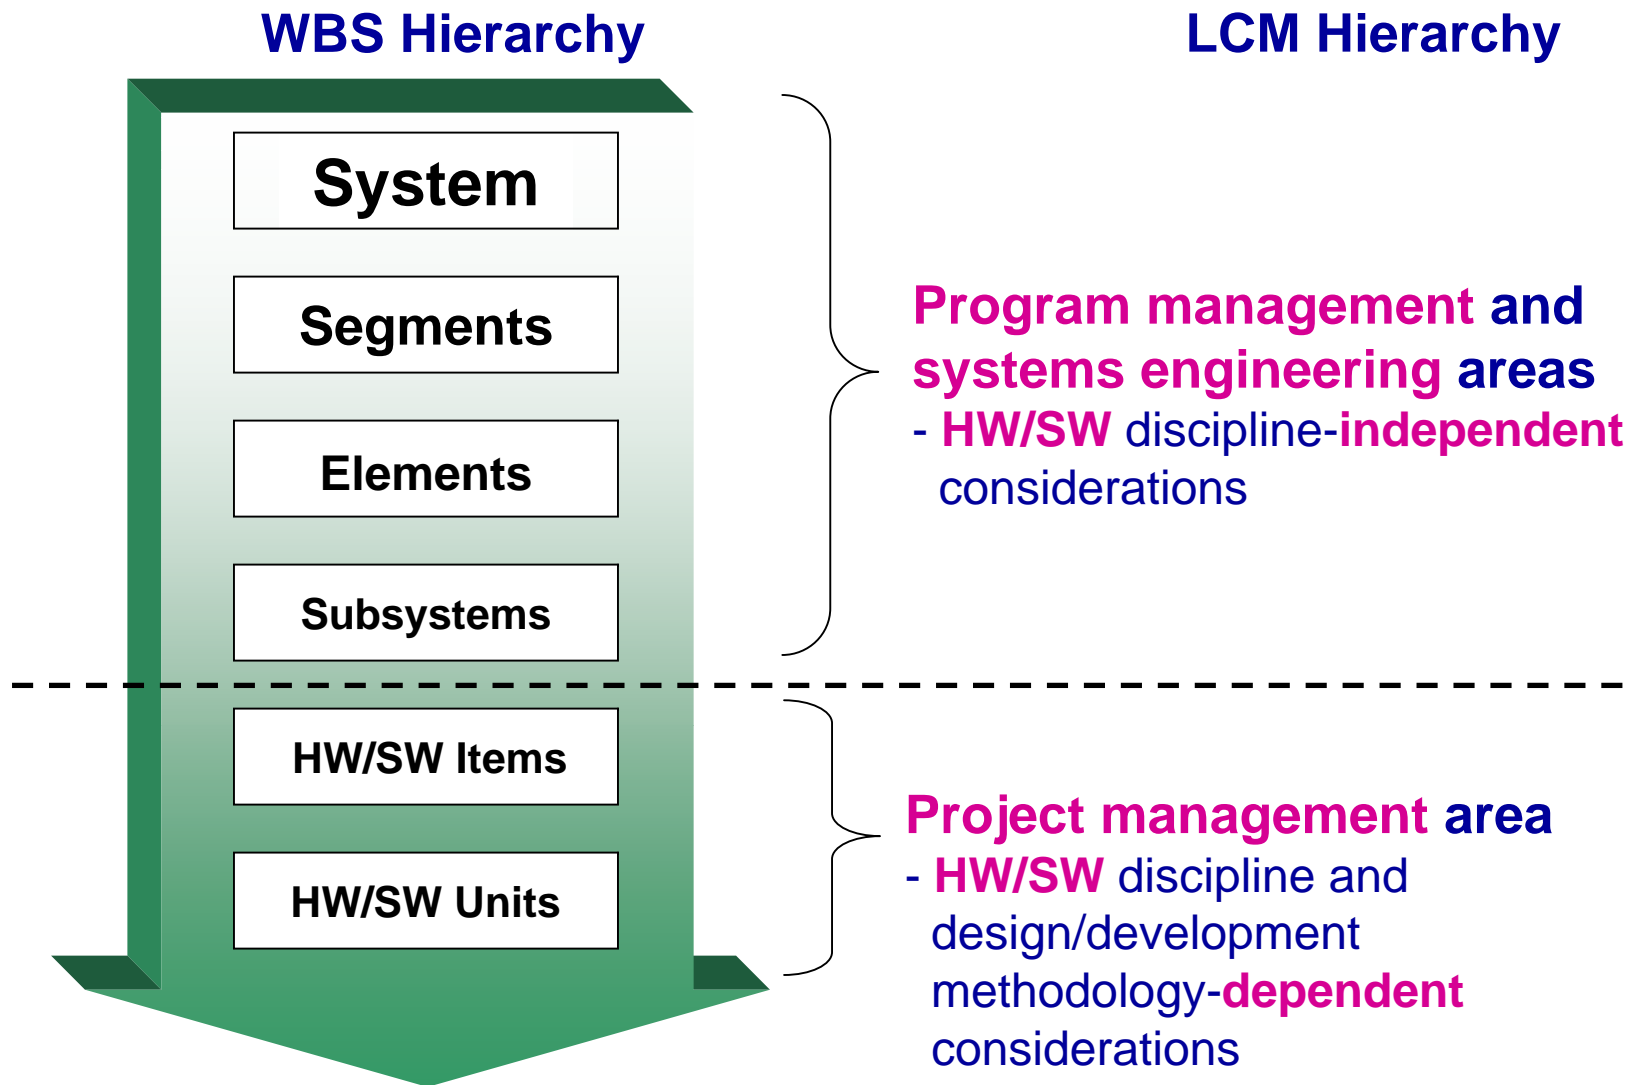 WBS Hierarchy
LCM Hierarchy
System
Segments
Elements
Subsystems
Program management and
systems engineering areas
- HW/SW discipline-independent
considerations
HW/SW Items
HW/SW Units
Project management area
- HW/SW discipline and
design/development
methodology-dependent
considerations